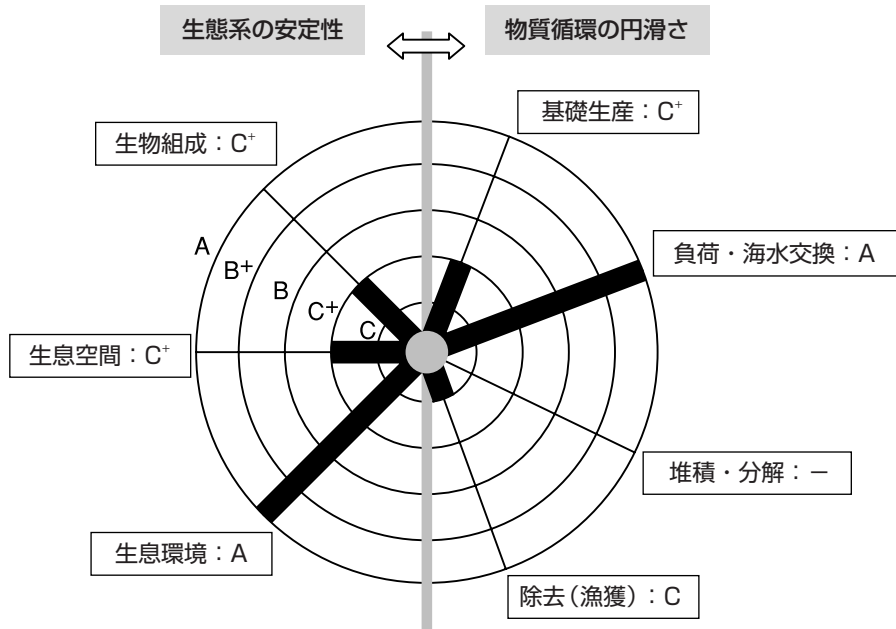 生態系の安定性
物質循環の円滑さ
基礎生産：C⁺
生物組成：C⁺
負荷・海水交換：A
A
B+
B
C+
C
生息空間：C⁺
堆積・分解：－
生息環境：A
除去（漁獲）：C